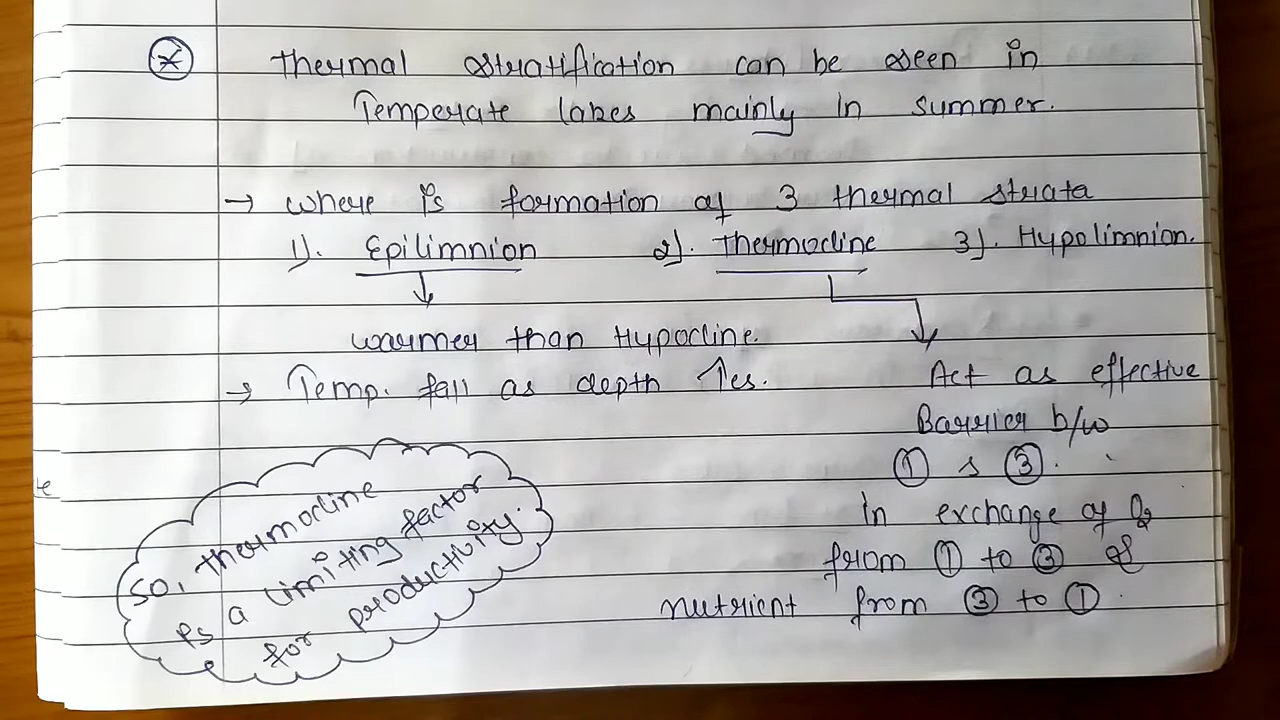 * Thermal stratification can be seen in
Temperate lakes mainly in summer.
→ where is formation of 3 thermal strata
1). Epilimnion 2). Thermocline 3). Hypolimnion.
↓
warmer than Hypocline.
→ Temp. fall as depth ↑es.
Act as effective
Barrier b/w
① & ③.
In exchange of O2
from ① to ③ &
nutrient from ③ to ①.
So, thermocline
is a limiting factor
for productivity.
te